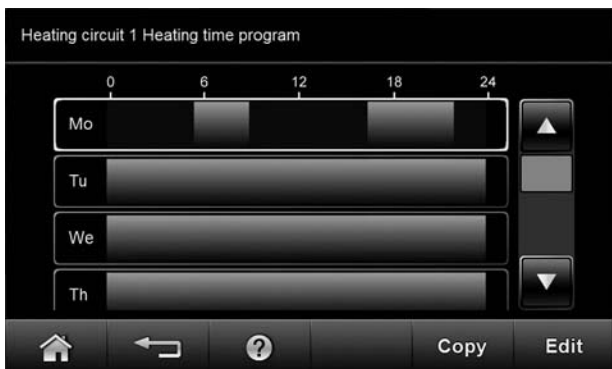 Heating circuit 1 Heating time program
0 6 12 18 24
Mo
Tu
We
Th
? Copy Edit